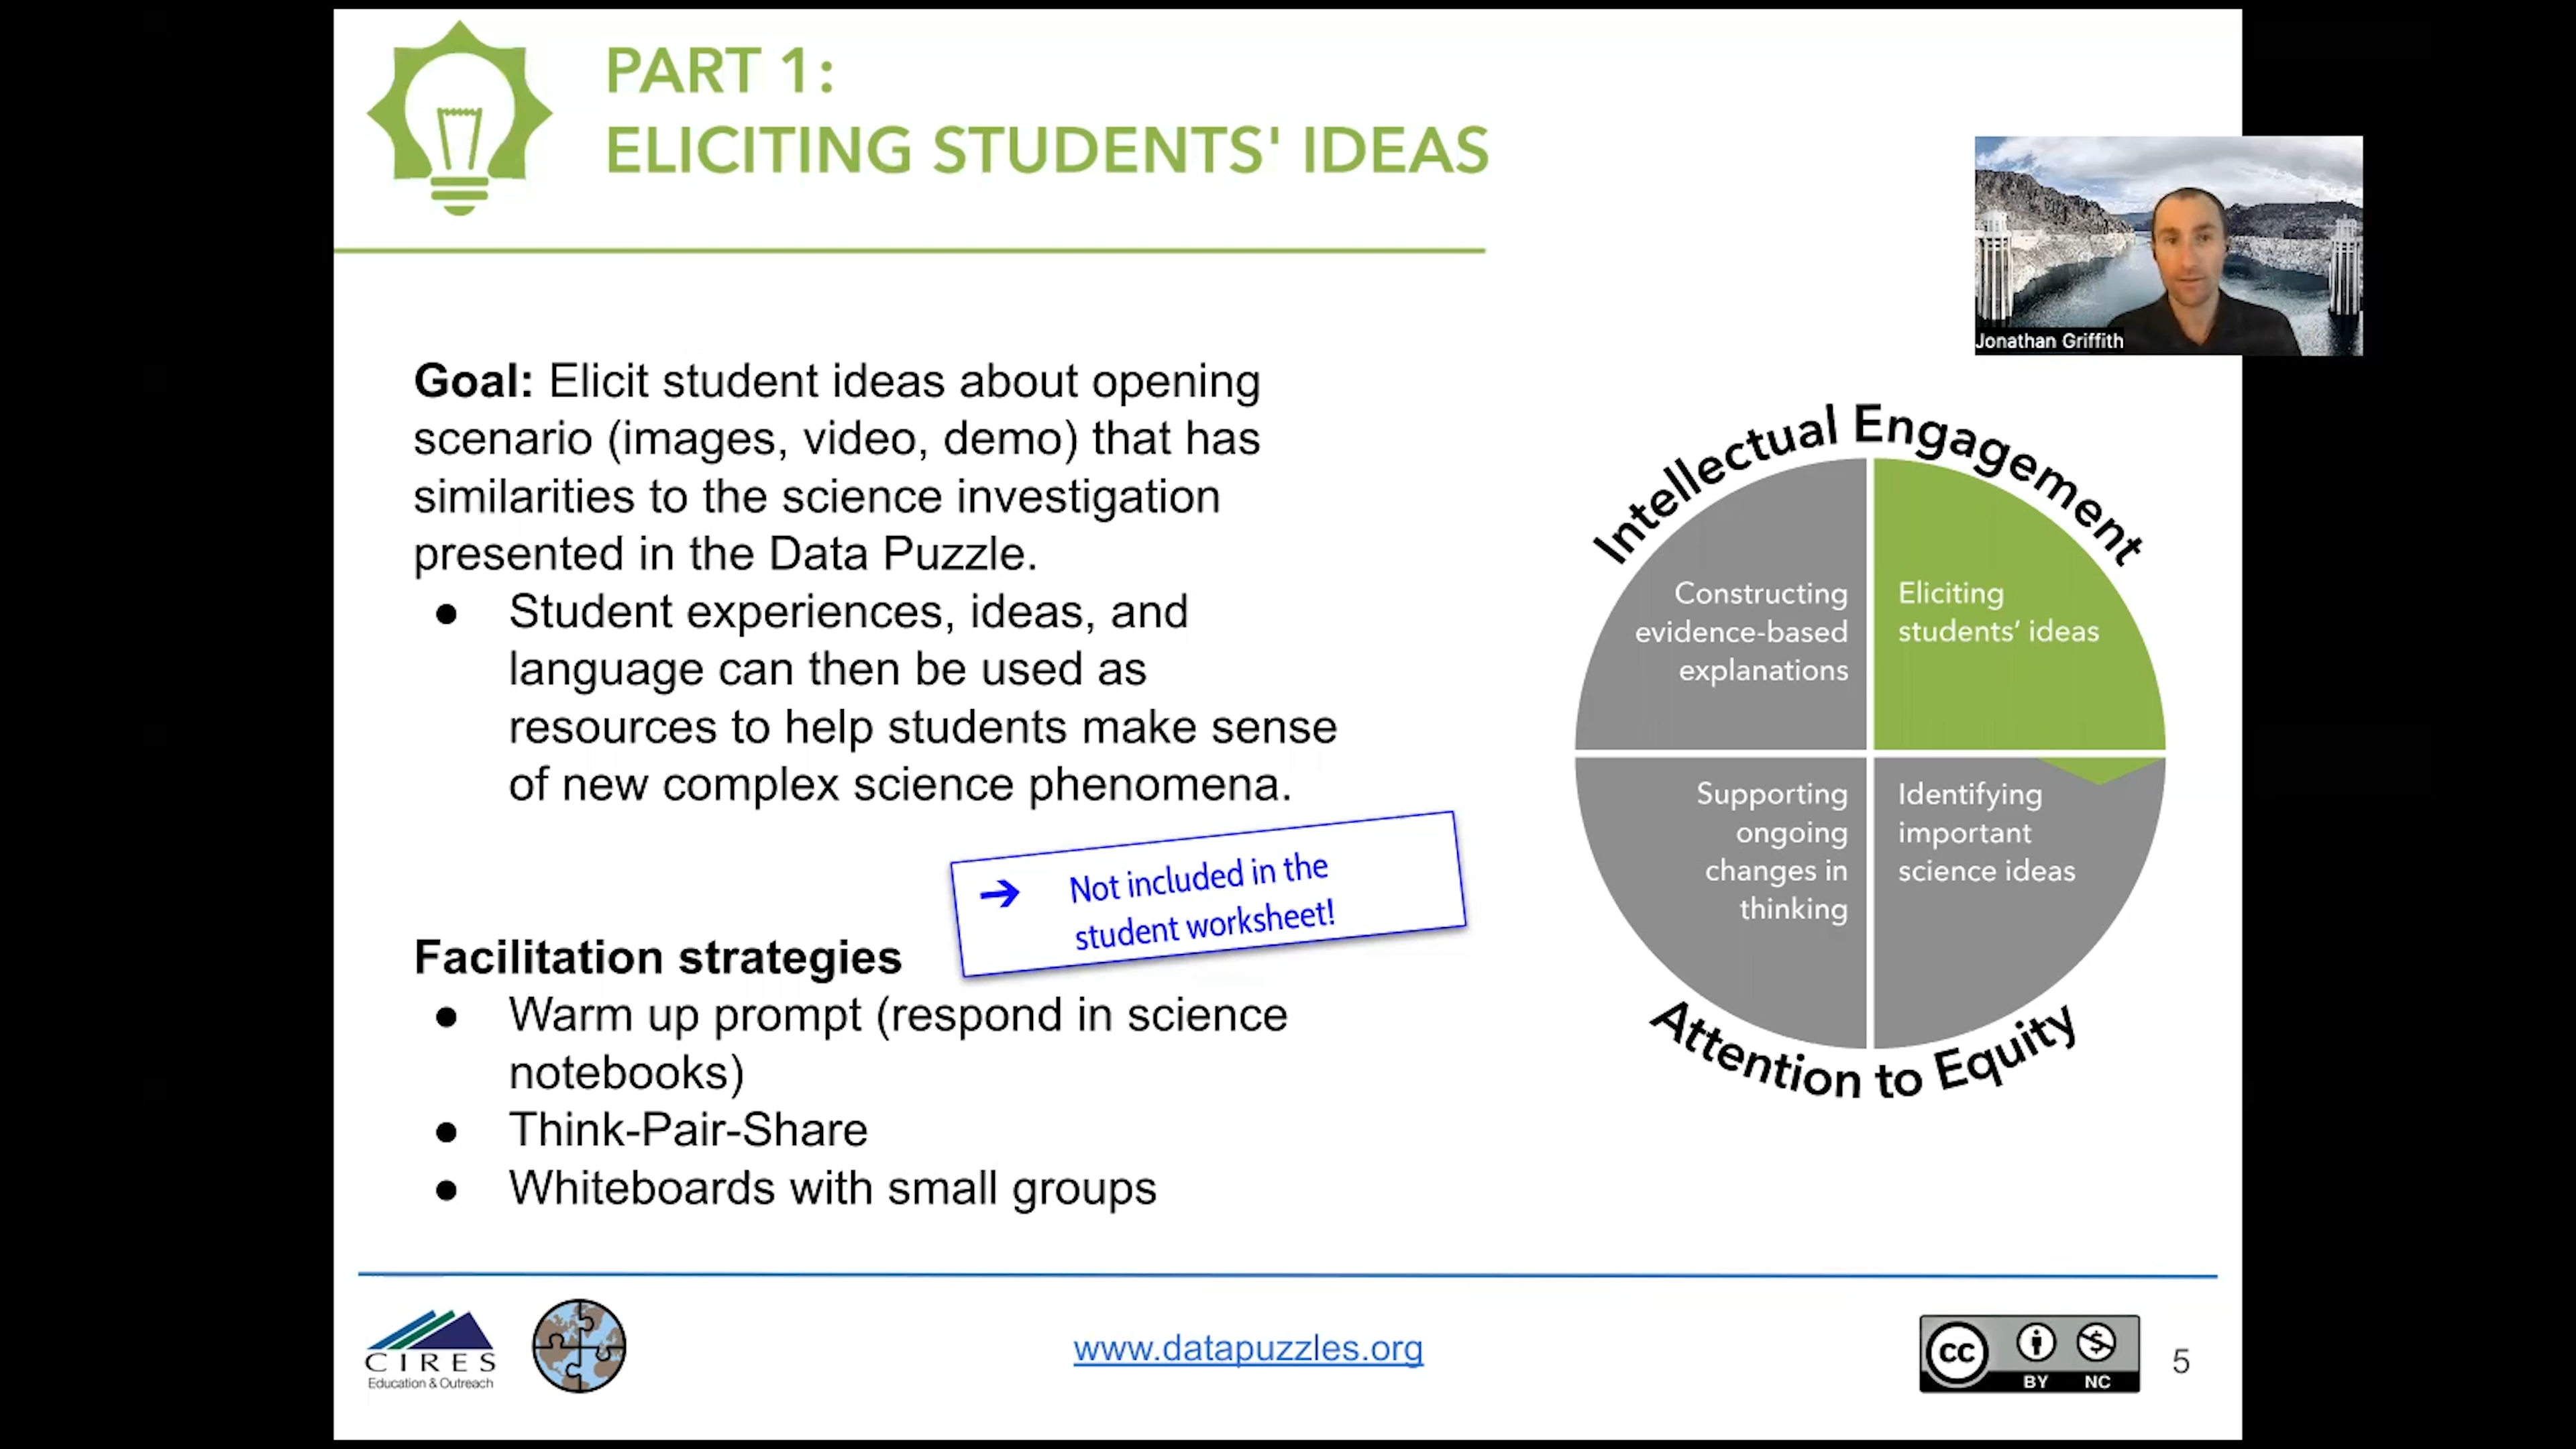 PART 1:
ELICITING STUDENTS' IDEAS
Jonathan Griffith
Goal: Elicit student ideas about opening
scenario (images, video, demo) that has
similarities to the science investigation
presented in the Data Puzzle.
● Student experiences, ideas, and
language can then be used as
resources to help students make sense
of new complex science phenomena.
➔ Not included in the
student worksheet!
Facilitation strategies
● Warm up prompt (respond in science
notebooks)
● Think-Pair-Share
● Whiteboards with small groups
Intellectual Engagement
Constructing
evidence-based
explanations
Eliciting
students’ ideas
Supporting
ongoing
changes in
thinking
Identifying
important
science ideas
Attention to Equity
CIRES
Education & Outreach
www.datapuzzles.org
cc
BY NC
5